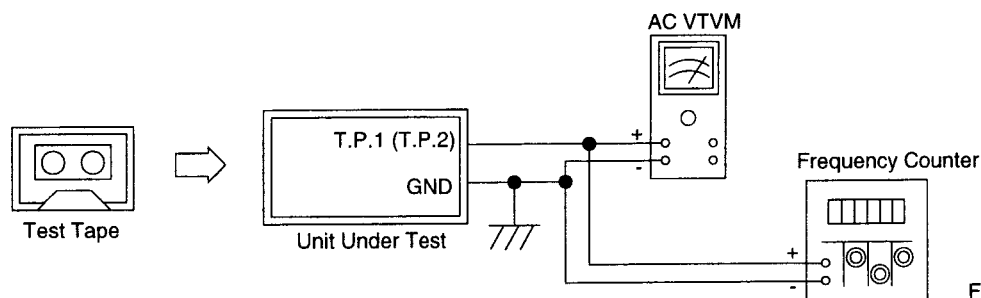 AC VTVM
T.P.1 (T.P.2)
+
-
GND
Frequency Counter
Test Tape
Unit Under Test
+
-
F